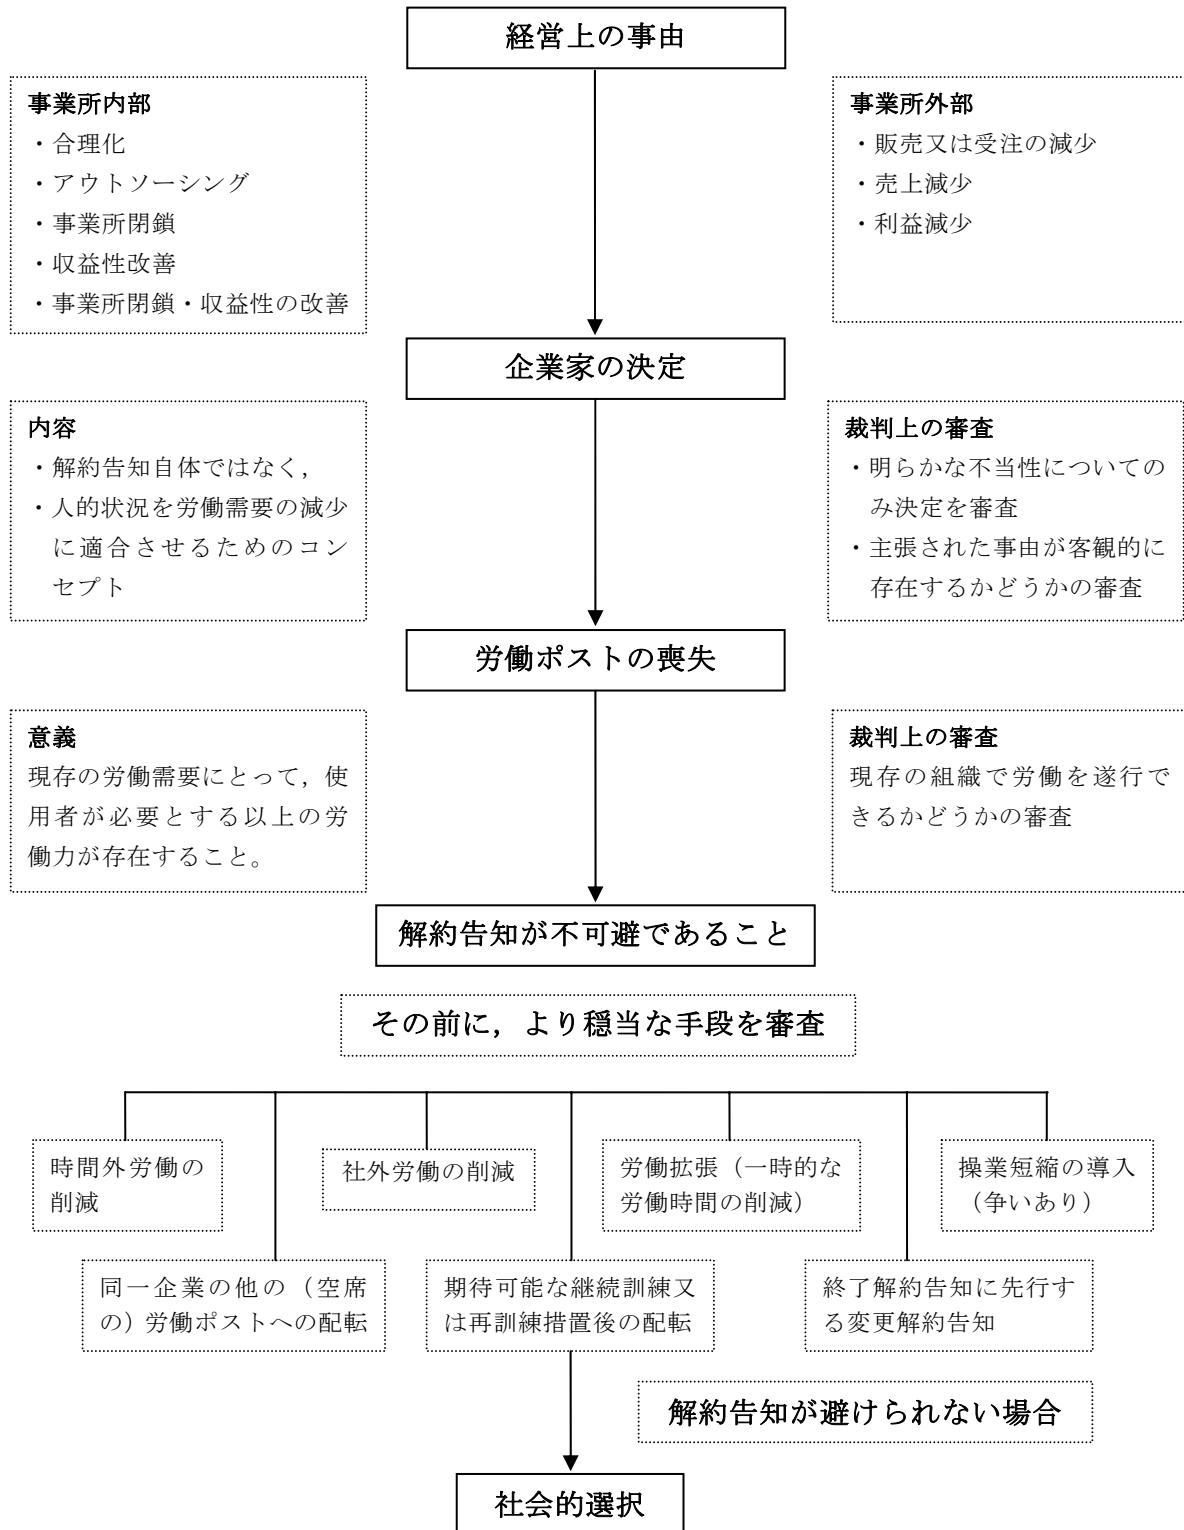 経営上の事由
事業所内部
・合理化
・アウトソーシング
・事業所閉鎖
・収益性改善
・事業所閉鎖・収益性の改善
事業所外部
・販売又は受注の減少
・売上減少
・利益減少
企業家の決定
内容
・解約告知自体ではなく，
・人的状況を労働需要の減少
に適合させるためのコン
セプト
裁判上の審査
・明らかな不当性についての
み決定を審査
・主張された事由が客観的に
存在するかどうかの審査
労働ポストの喪失
意義
現存の労働需要にとって，使
用者が必要とする以上の労
働力が存在すること。
裁判上の審査
現存の組織で労働を遂行で
きるかどうかの審査
解約告知が不可避であること
その前に，より穏当な手段を審査
時間外労働の
削減
社外労働の削減
労働拡張（一時的な
労働時間の削減）
操業短縮の導入
（争いあり）
同一企業の他の（空席
の）労働ポストへの配転
期待可能な継続訓練又
は再訓練措置後の配転
終了解約告知に先行す
る変更解約告知
解約告知が避けられない場合
社会的選択